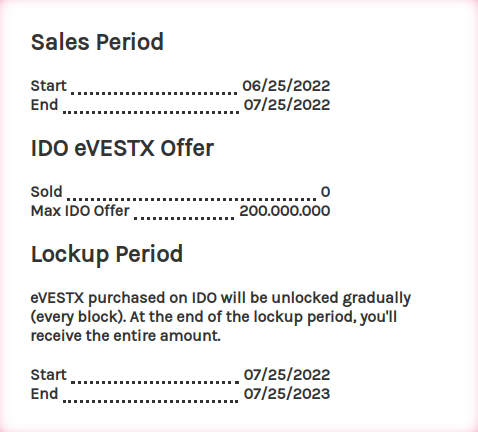 Sales Period
Start 06/25/2022
End 07/25/2022
IDO eVESTX Offer
Sold 0
Max IDO Offer 200.000.000
Lockup Period
eVESTX purchased on IDO will be unlocked gradually
(every block). At the end of the lockup period, you'll
receive the entire amount.
Start 07/25/2022
End 07/25/2023